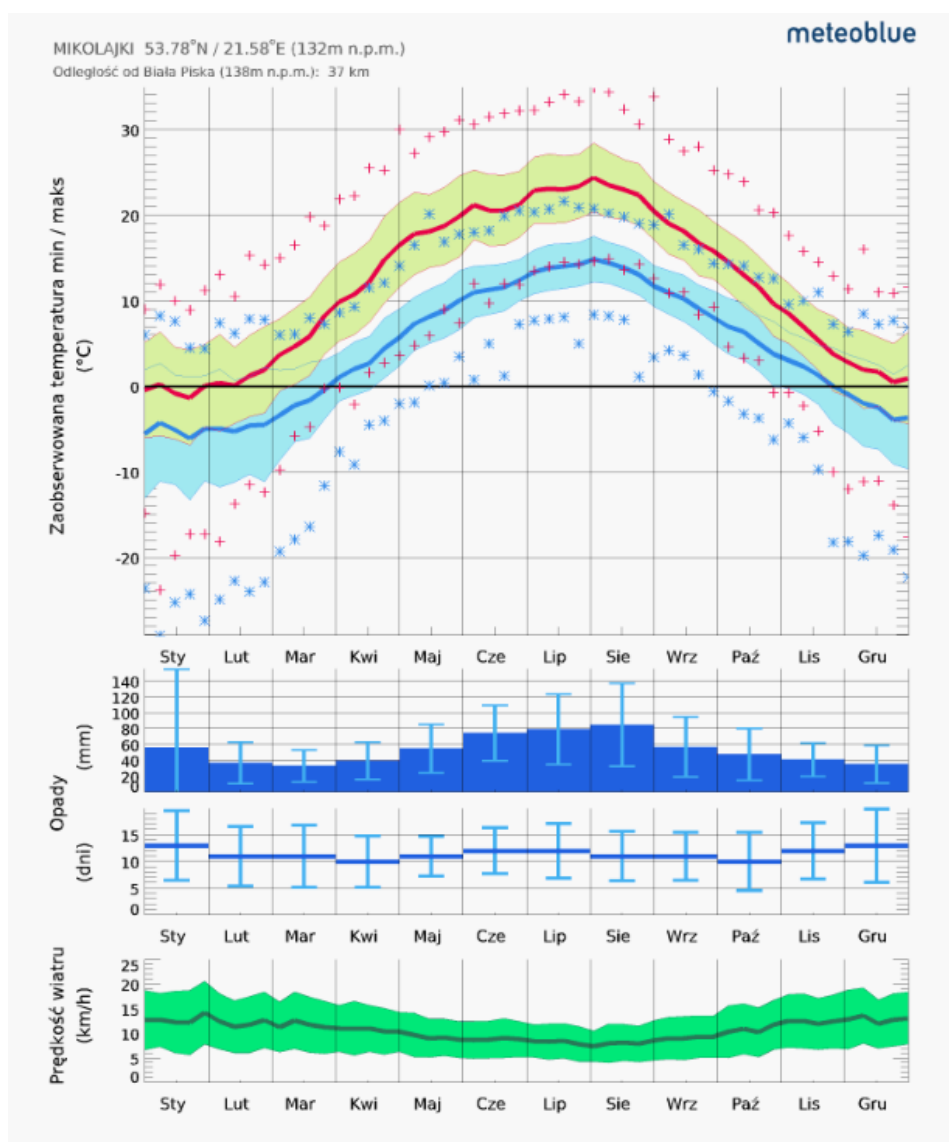 meteoblue
MIKOLAJKI 53.78°N / 21.58°E (132m n.p.m.)
Odległość od Biała Piska (138m n.p.m.): 37 km
Zaobserwowana temperatura min / maks
(°C)
30
20
10
0
-10
-20
Sty Lut Mar Kwi Maj Cze Lip Sie Wrz Paź Lis Gru
Opady
(mm)
140
120
100
80
60
40
20
0
(dni)
15
10
5
0
Sty Lut Mar Kwi Maj Cze Lip Sie Wrz Paź Lis Gru
Prędkość wiatru
(km/h)
25
20
15
10
5
0
Sty Lut Mar Kwi Maj Cze Lip Sie Wrz Paź Lis Gru